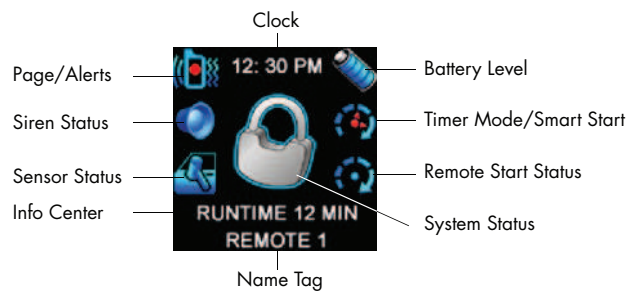 Clock
Page/Alerts
12: 30 PM
Battery Level
Siren Status
Timer Mode/Smart Start
Sensor Status
Remote Start Status
Info Center
RUNTIME 12 MIN
System Status
REMOTE 1
Name Tag